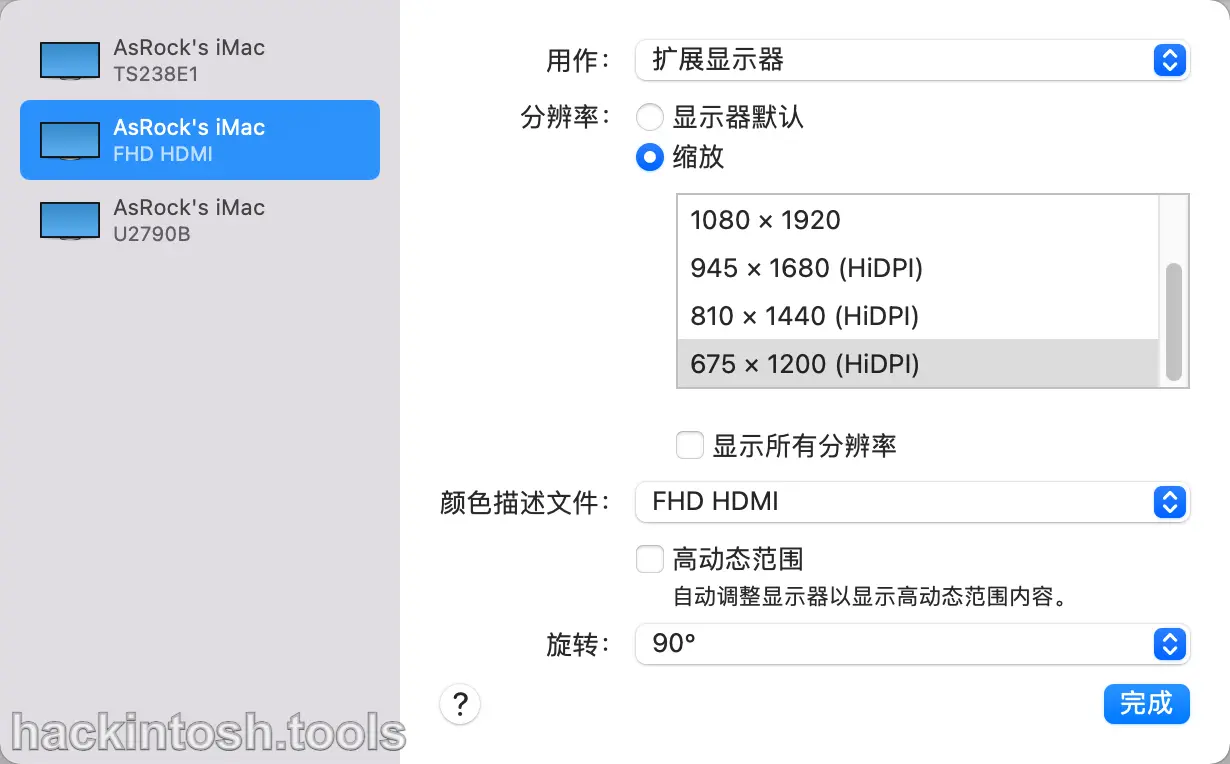 AsRock's iMac
TS238E1
AsRock's iMac
FHD HDMI
AsRock's iMac
U2790B
用作： 扩展显示器
分辨率： 显示器默认
缩放
1080 × 1920
945 × 1680 (HiDPI)
810 × 1440 (HiDPI)
675 × 1200 (HiDPI)
显示所有分辨率
颜色描述文件： FHD HDMI
高动态范围
自动调整显示器以显示高动态范围内容。
旋转： 90°
?
完成
hackintosh.tools